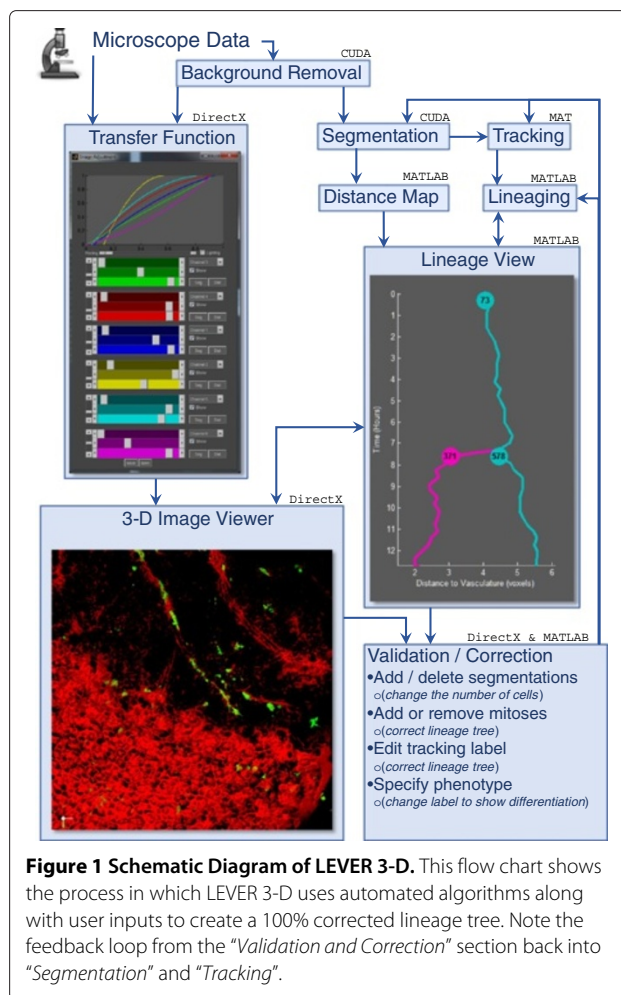 Microscope Data
CUDA
Background Removal
DirectX
Transfer Function
CUDA
Segmentation
MAT
Tracking
MATLAB
Distance Map
MATLAB
Lineaging
MATLAB
Lineage View
0
1
2
3
4
5
6
7
8
9
10
11
12
Time (Hours)
73
371
578
2
3
4
5
6
Distance to Vasculature (voxels)
DirectX
3-D Image Viewer
DirectX & MATLAB
Validation / Correction
•Add / delete segmentations
o(change the number of cells)
•Add or remove mitoses
o(correct lineage tree)
•Edit tracking label
o(correct lineage tree)
•Specify phenotype
o(change label to show differentiation)
Figure 1 Schematic Diagram of LEVER 3-D. This flow chart shows
the process in which LEVER 3-D uses automated algorithms along
with user inputs to create a 100% corrected lineage tree. Note the
feedback loop from the "Validation and Correction" section back into
"Segmentation" and "Tracking".